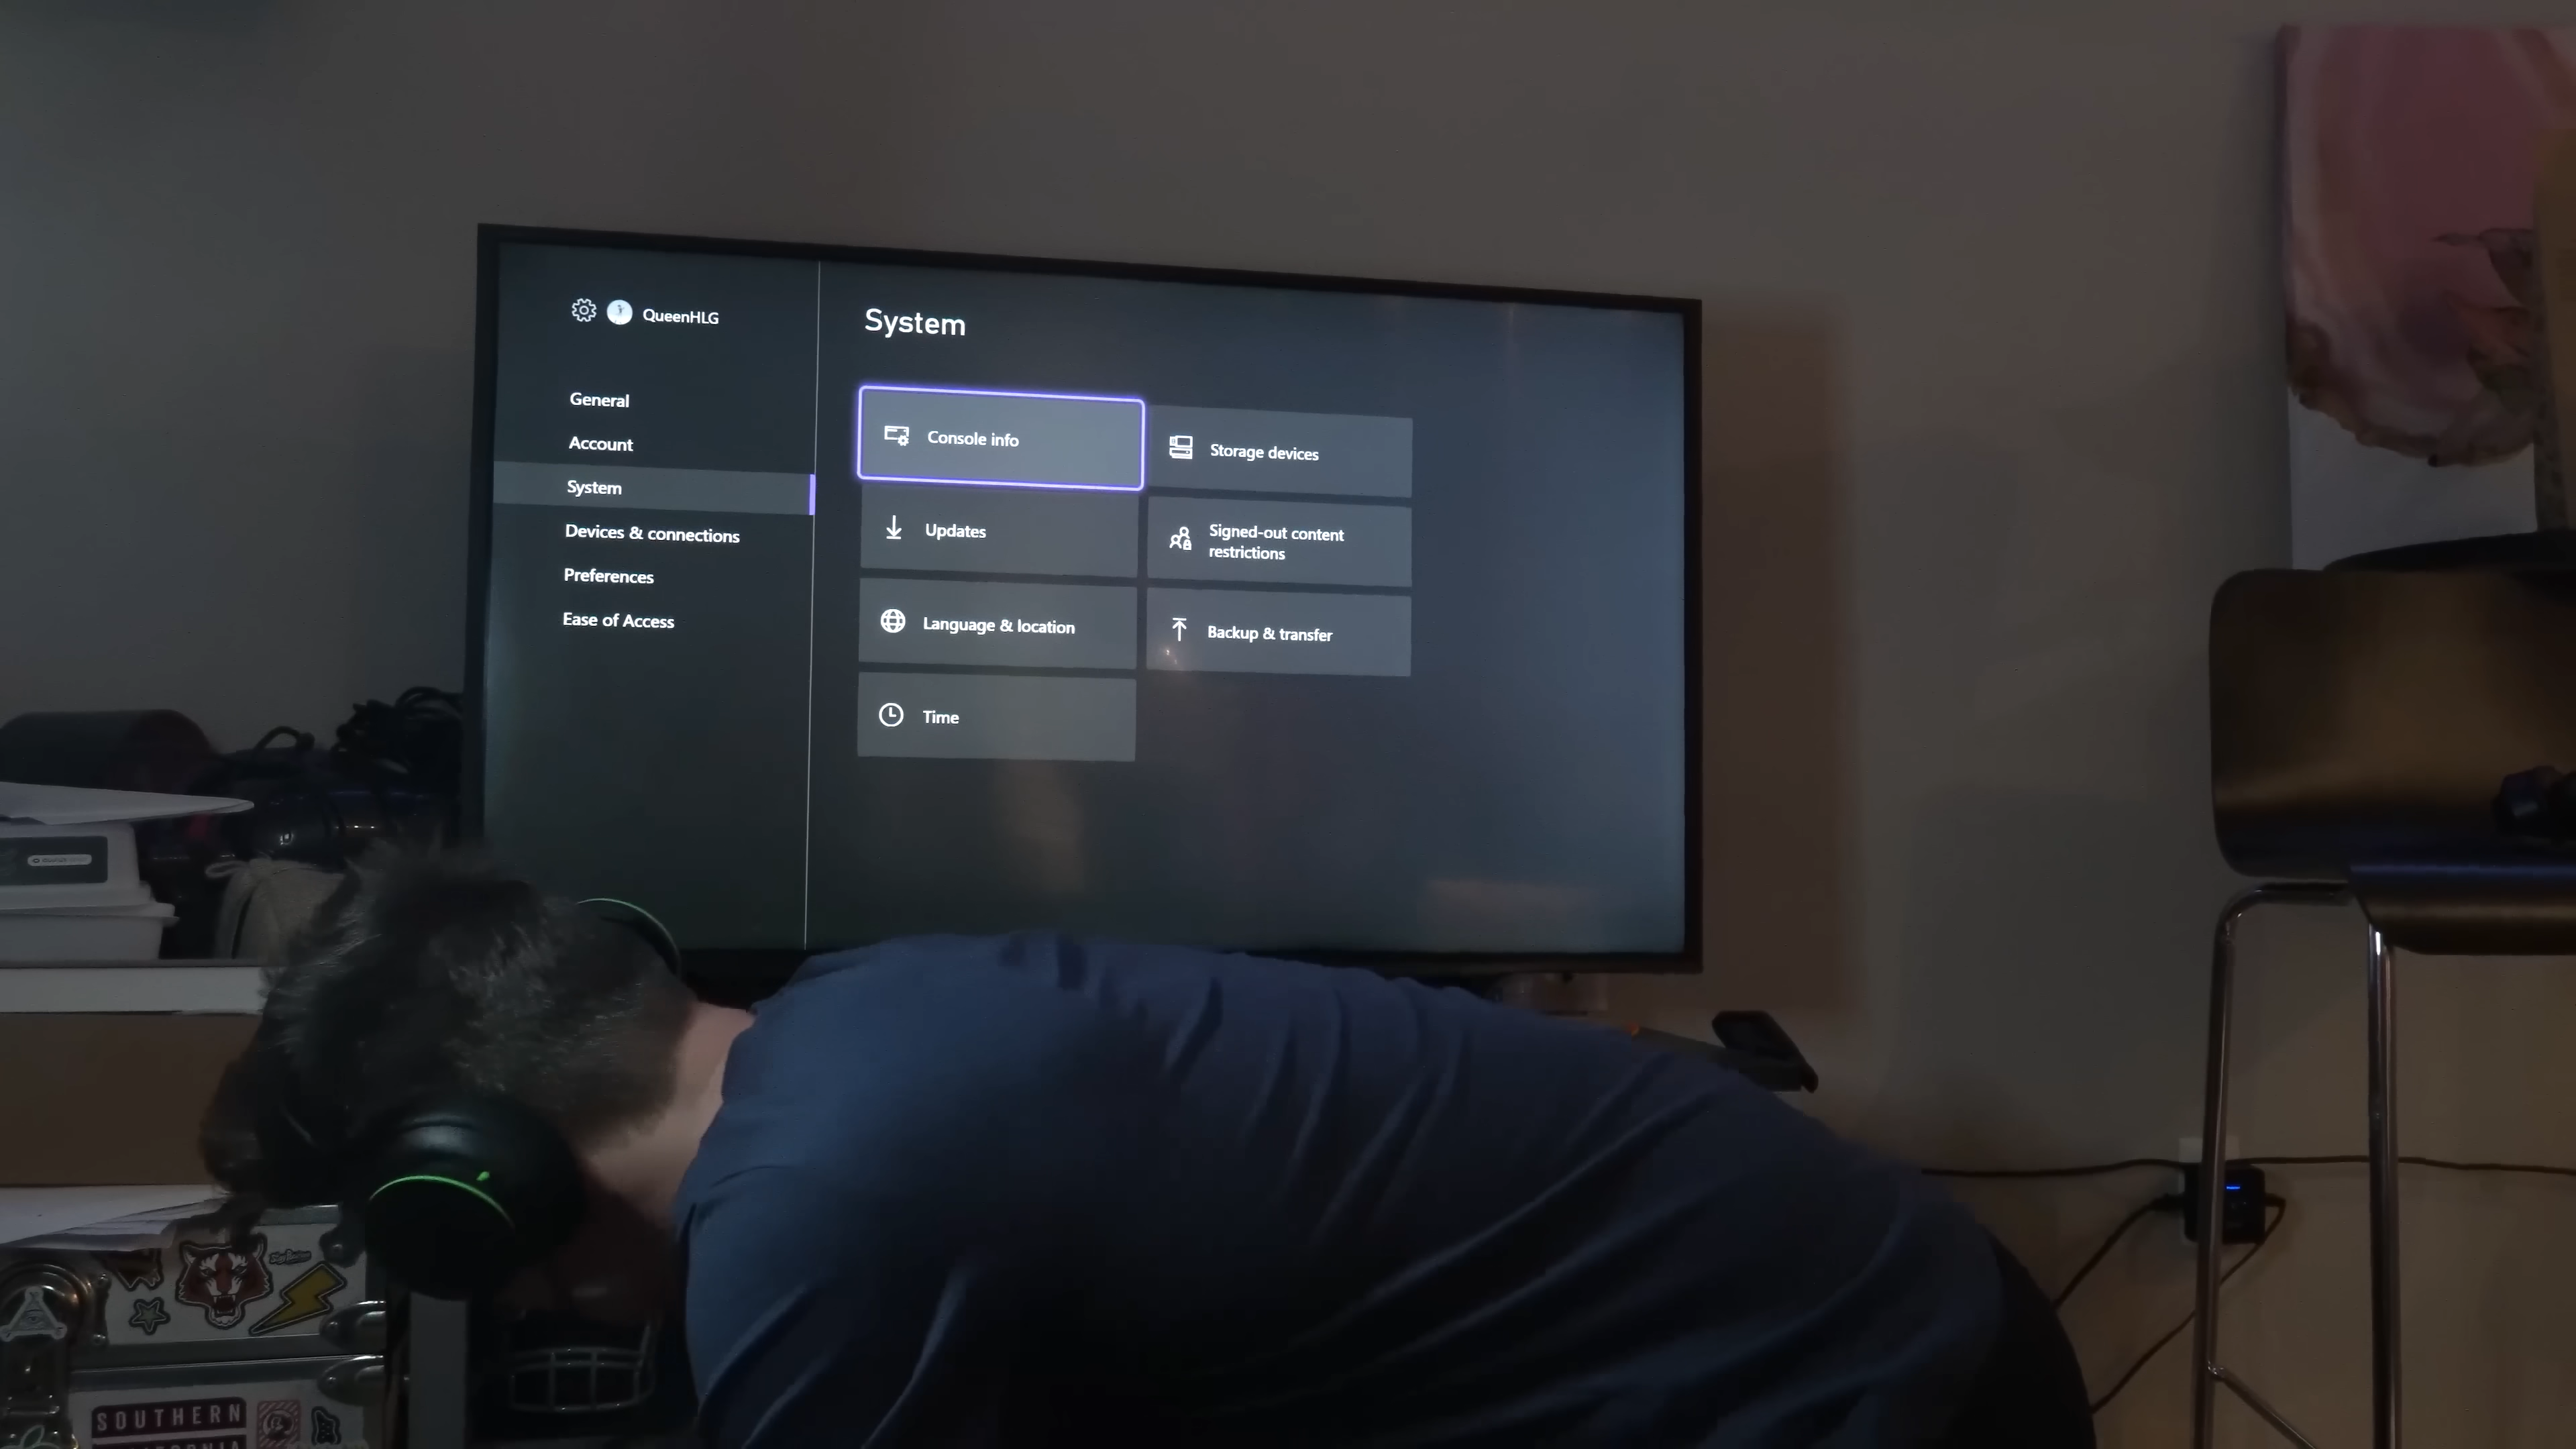 QueenHLG
General
Account
System
Devices & connections
Preferences
Ease of Access
System
Console info
Storage devices
Updates
Signed-out content
restrictions
Language & location
Backup & transfer
Time
SOUTHERN